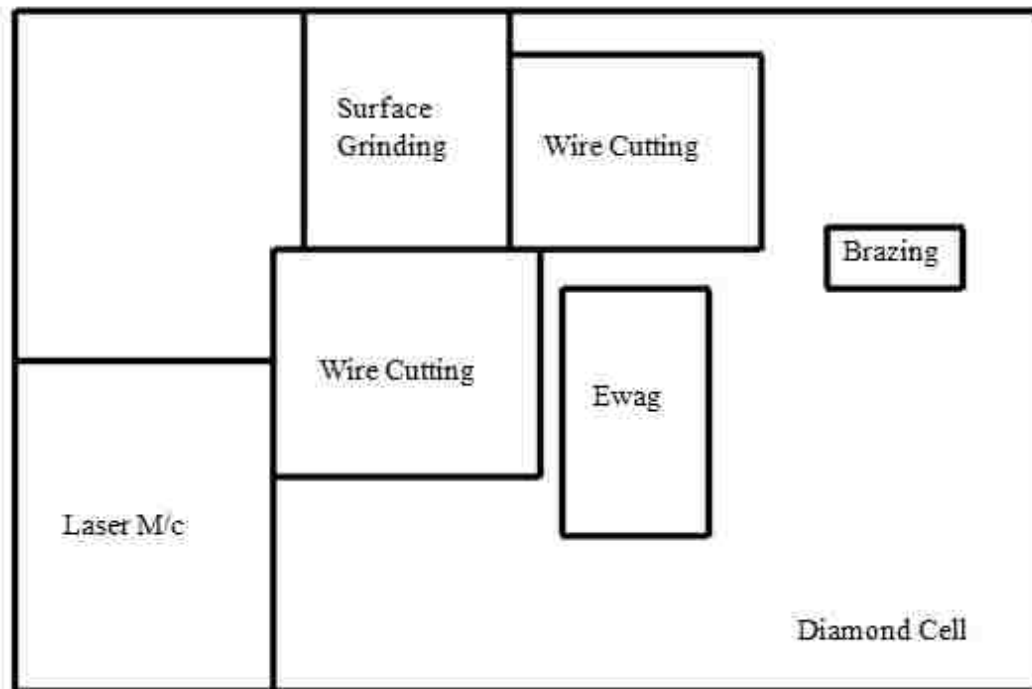 Surface
Grinding
Wire Cutting
Brazing
Wire Cutting
Ewag
Laser M/c
Diamond Cell